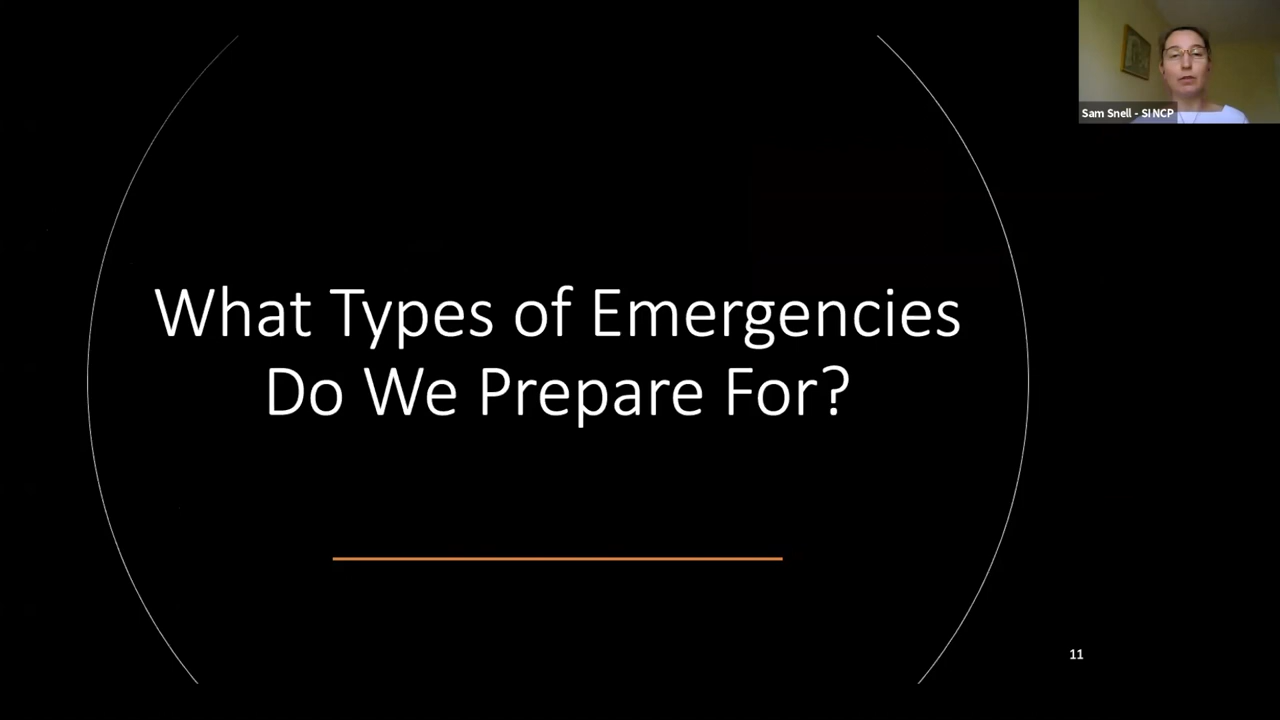 Sam Snell - SI NCP
What Types of Emergencies
Do We Prepare For?
11